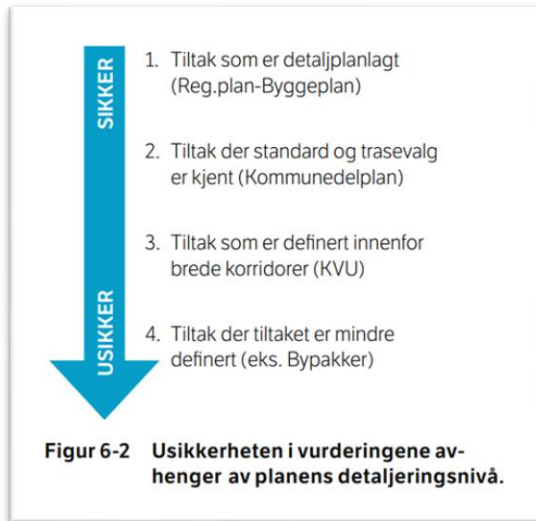 SIKKER
1. Tiltak som er detaljplanlagt
(Reg.plan-Byggeplan)
2. Tiltak der standard og trasevalg
er kjent (Kommunedelplan)
3. Tiltak som er definert innenfor
brede korridorer (KVU)
USIKKER
4. Tiltak der tiltaket er mindre
definert (eks. Bypakker)
Figur 6-2 Usikkerheten i vurderingene av-
henger av planens detaljeringsnivå.